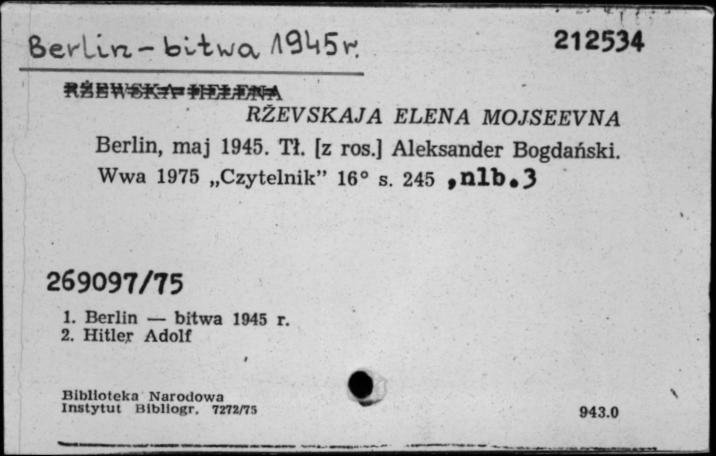 Berlin - bitwa 1945 r.
212534
RŻEWSKA HELENA
RŽEVSKAJA ELENA MOJSEEVNA
Berlin, maj 1945. Tł. [z ros.] Aleksander Bogdański.
Wwa 1975 „Czytelnik” 16° s. 245 ,nlb.3
269097/75
1. Berlin — bitwa 1945 r.
2. Hitler Adolf
Biblioteka Narodowa
Instytut Bibliogr. 7272/75
943.0